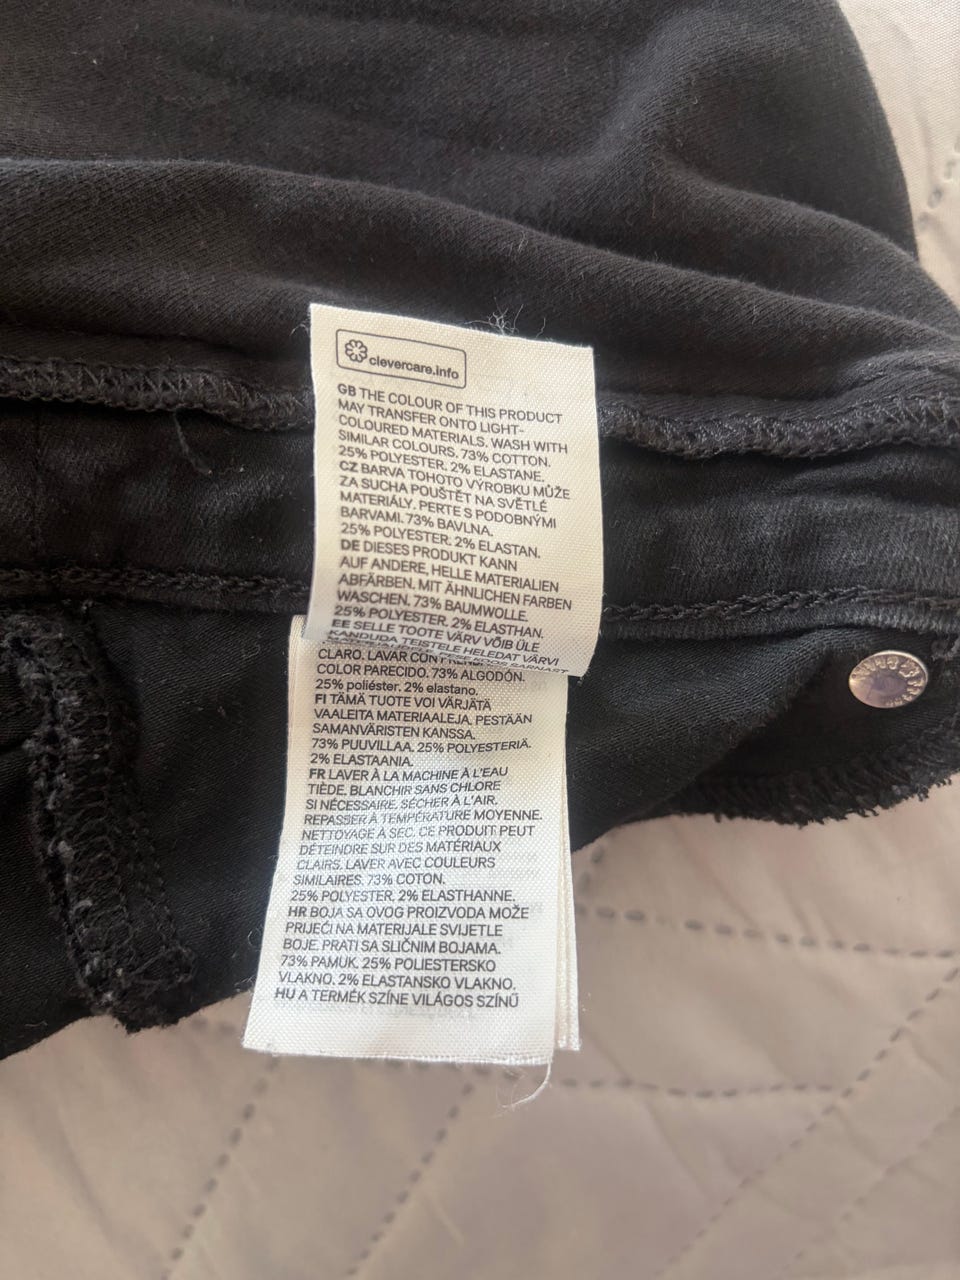 clevercare.info
GB THE COLOUR OF THIS PRODUCT
MAY TRANSFER ONTO LIGHT-
COLOURED MATERIALS. WASH WITH
SIMILAR COLOURS. 73% COTTON.
25% POLYESTER. 2% ELASTANE.
CZ BARVA TOHOTO VÝROBKU MŮŽE
ZA SUCHA POUŠTĚT NA SVĚTLÉ
MATERIÁLY. PERTE S PODOBNÝMI
BARVAMI. 73% BAVLNA.
25% POLYESTER. 2% ELASTAN.
DE DIESES PRODUKT KANN
AUF ANDERE, HELLE MATERIALIEN
ABFÄRBEN. MIT ÄHNLICHEN FARBEN
WASCHEN. 73% BAUMWOLLE.
25% POLYESTER. 2% ELASTHAN.
EE SELLE TOOTE VÄRV VÕIB ÜLE
KANDUDA TEISTELE HELEDAT VÄRVI
CLARO. LAVAR CON
COLOR PARECIDO. 73% ALGODÓN.
25% poliéster. 2% elastano.
FI TÄMÄ TUOTE VOI VÄRJÄTÄ
VAALEITA MATERIAALEJA. PESTÄÄN
SAMANVÄRISTEN KANSSA.
73% PUUVILLAA. 25% POLYESTERIÄ.
2% ELASTAANIA.
FR LAVER À LA MACHINE À L'EAU
TIÈDE. BLANCHIR SANS CHLORE
SI NÉCESSAIRE. SÉCHER À L'AIR.
REPASSER À TEMPÉRATURE MOYENNE.
NETTOYAGE À SEC. CE PRODUIT PEUT
DÉTEINDRE SUR DES MATÉRIAUX
CLAIRS. LAVER AVEC COULEURS
SIMILAIRES. 73% COTON.
25% POLYESTER. 2% ELASTHANNE.
HR BOJA SA OVOG PROIZVODA MOŽE
PRIJEĆI NA MATERIJALE SVIJETLE
BOJE. PRATI SA SLIČNIM BOJAMA.
73% PAMUK. 25% POLIESTERSKO
VLAKNO. 2% ELASTANSKO VLAKNO.
HU A TERMÉK SZÍNE VILÁGOS SZÍNŰ